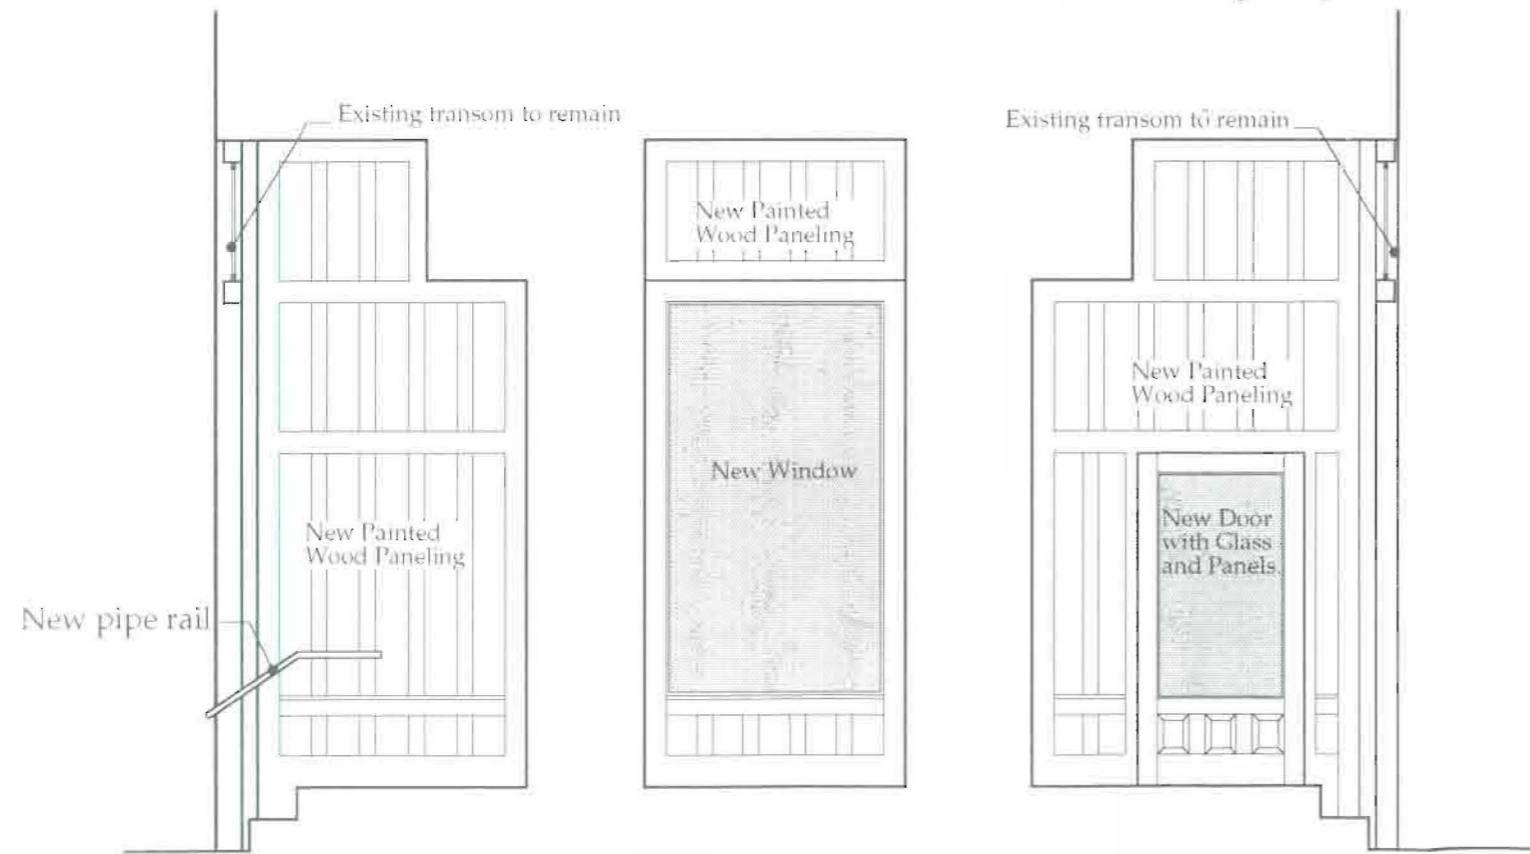 Existing transom to remain
Existing transom to remain
New Painted
Wood Paneling
New Painted
Wood Paneling
New Window
New Painted
Wood Paneling
New Door
with Glass
and Panels.
New pipe rail